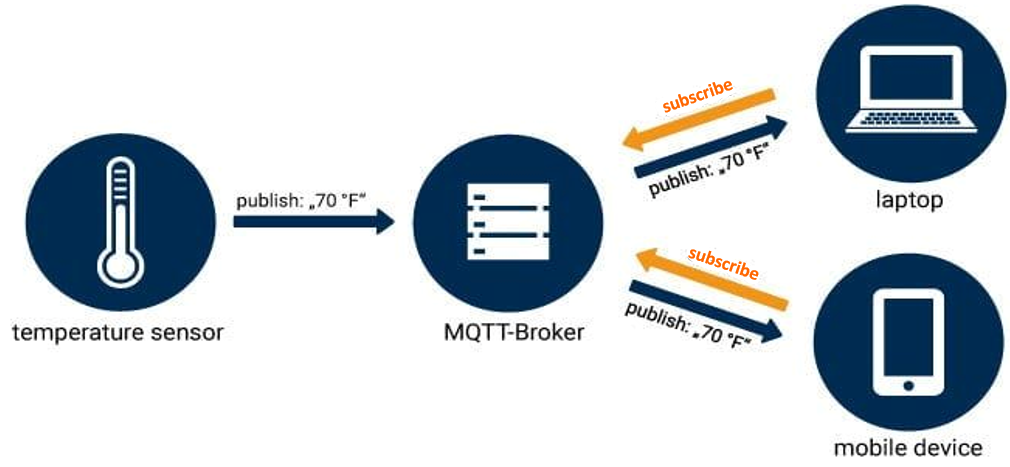 subscribe
publish: „70 °F“
laptop
publish: „70 °F“
temperature sensor
MQTT-Broker
subscribe
publish: „70 °F“
mobile device